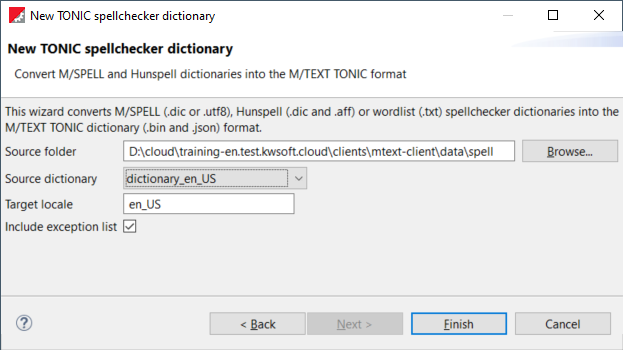 New TONIC spellchecker dictionary
New TONIC spellchecker dictionary
Convert M/SPELL and Hunspell dictionaries into the M/TEXT TONIC format
This wizard converts M/SPELL (.dic or .utf8), Hunspell (.dic and .aff) or wordlist (.txt) spellchecker dictionaries into the
M/TEXT TONIC dictionary (.bin and .json) format.
Source folder D:\cloud\training-en.test.kwsoft.cloud\clients\mtext-client\data\spell Browse...
Source dictionary dictionary_en_US
Target locale en_US
Include exception list
? < Back Next > Finish Cancel